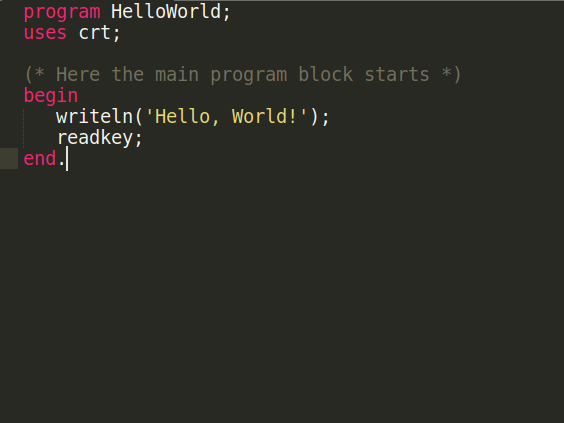 program HelloWorld;
uses crt;
(* Here the main program block starts *)
begin
   writeln('Hello, World!');
   readkey;
end.